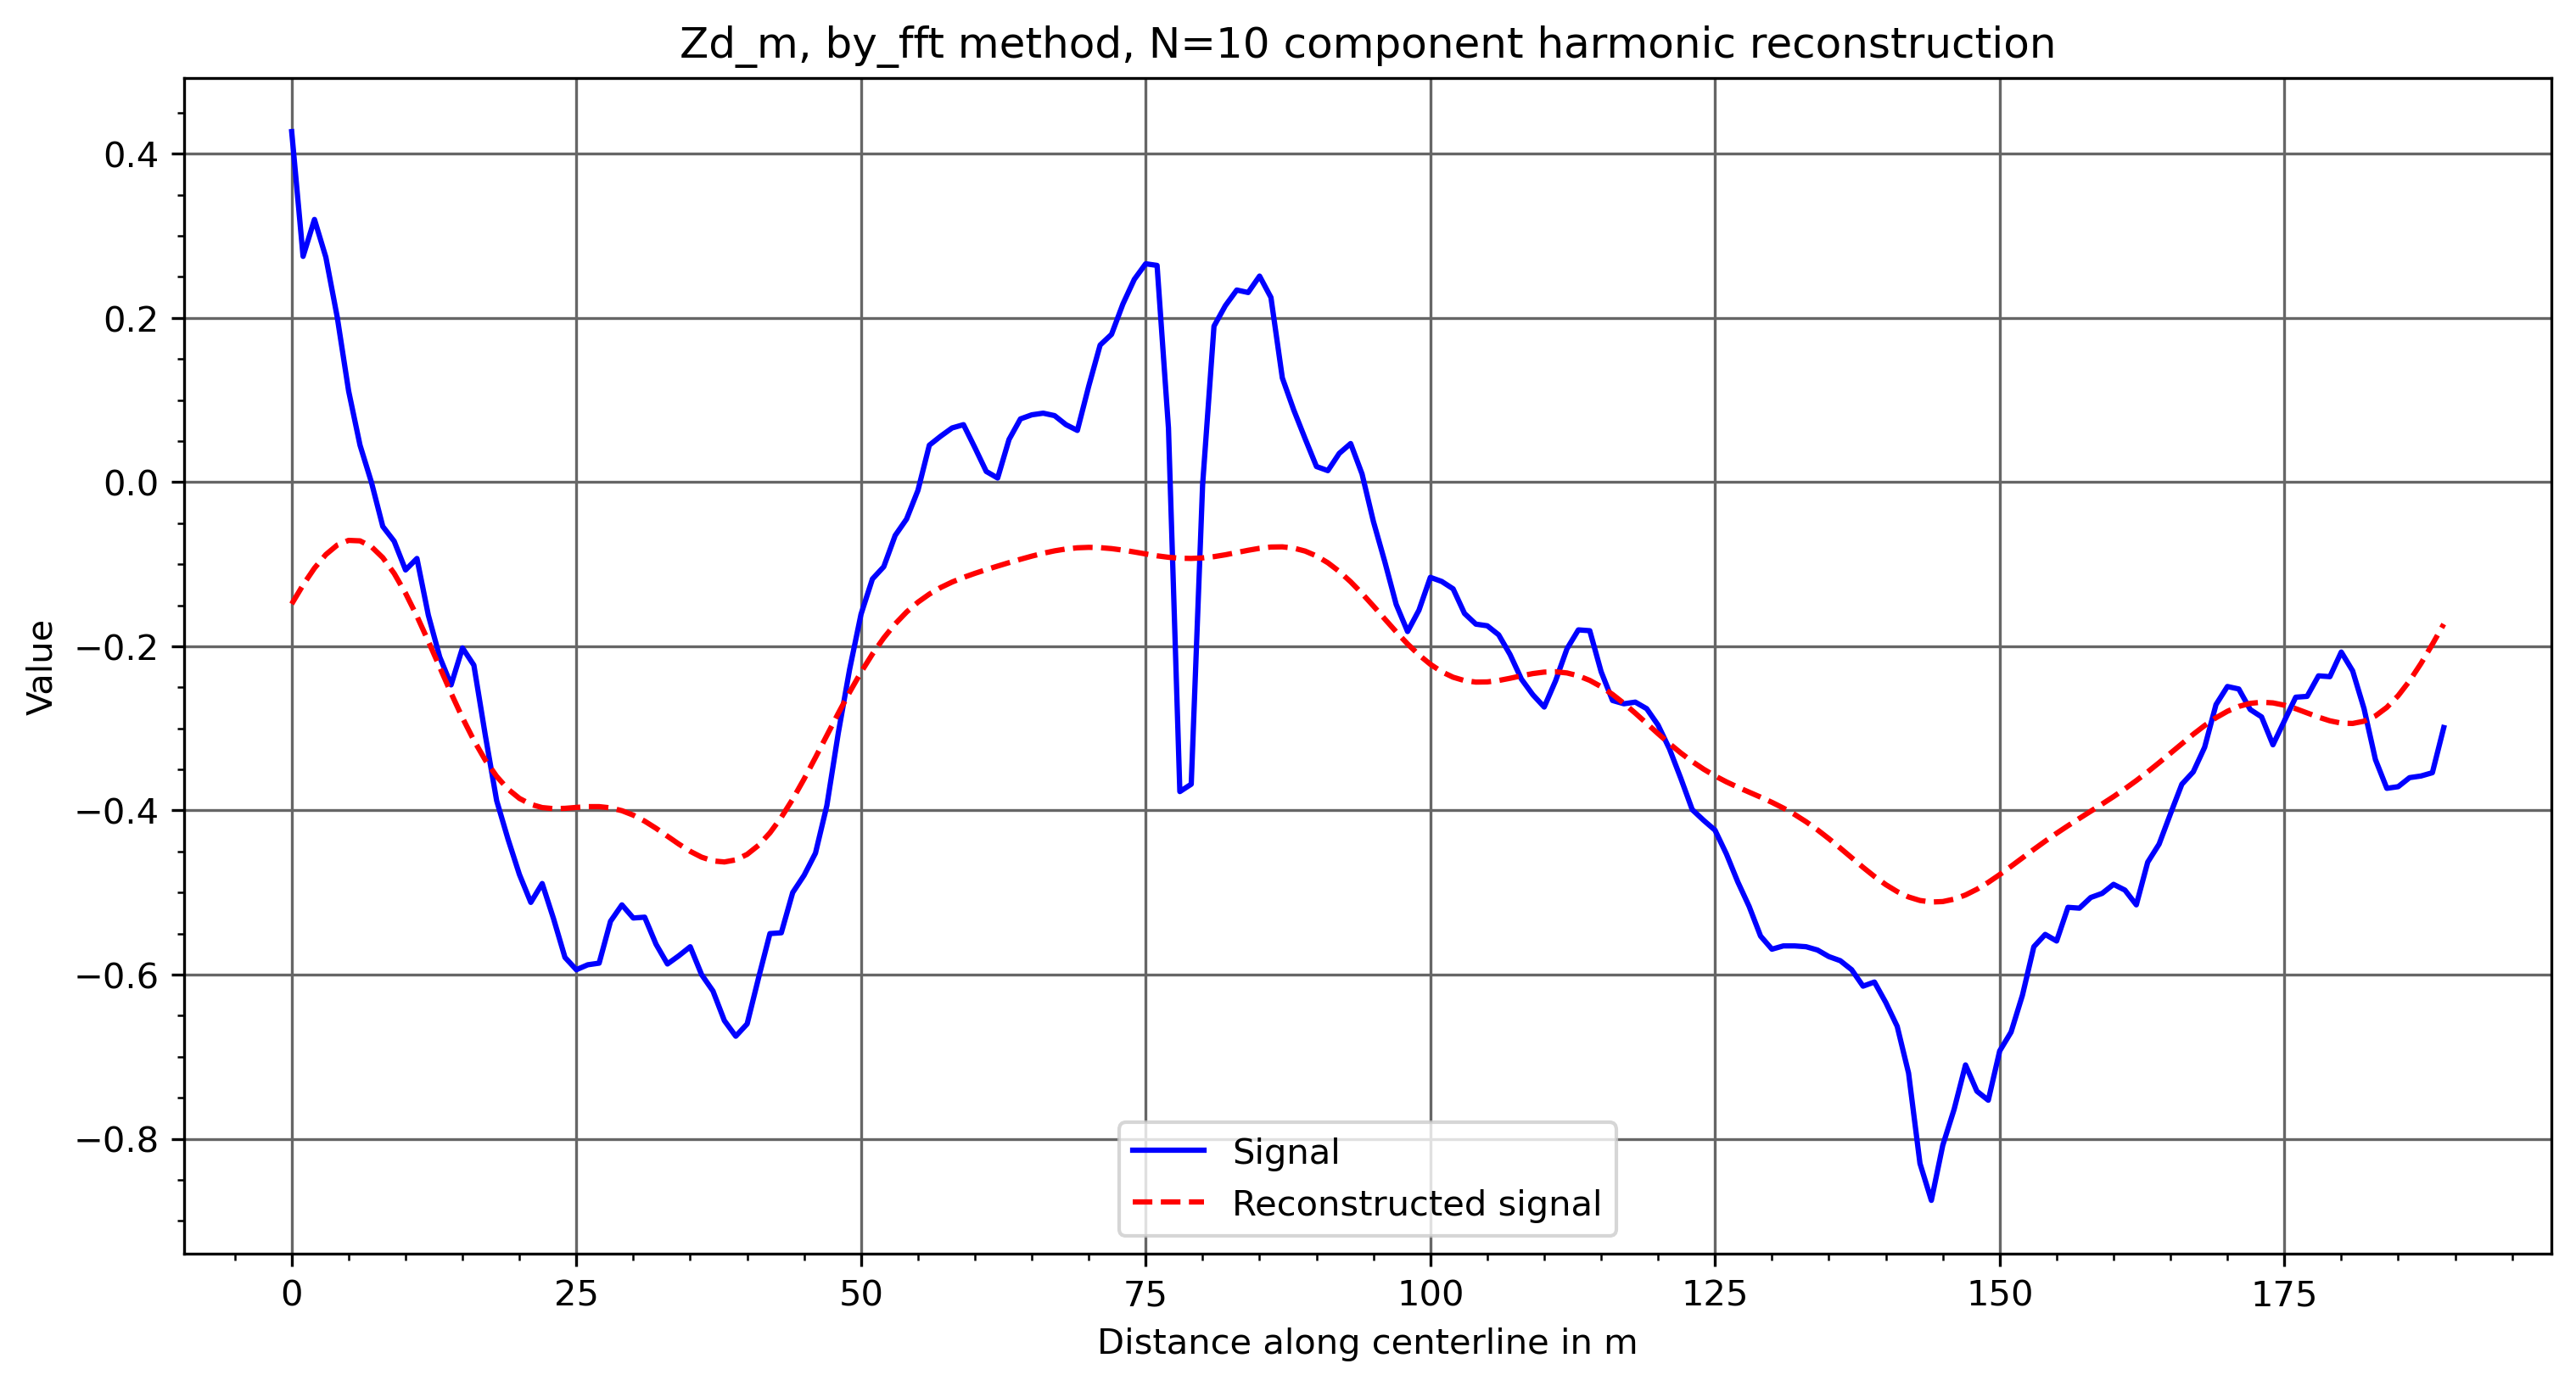 Zd_m, by_fft method, N=10 component harmonic reconstruction
Value
0.4
0.2
0.0
−0.2
−0.4
−0.6
−0.8
Signal
Reconstructed signal
0 25 50 75 100 125 150 175
Distance along centerline in m